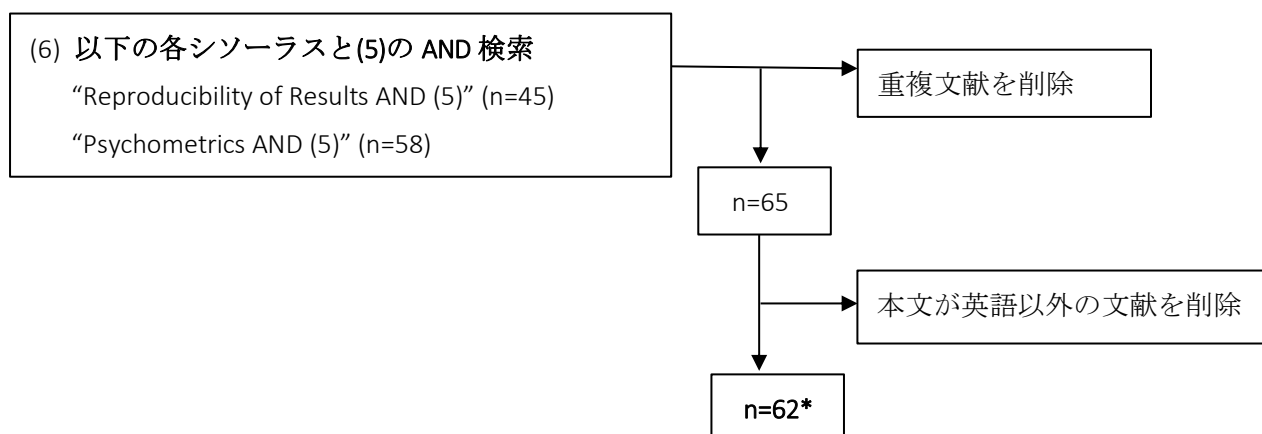 (6) 以下の各シソーラスと(5)の AND 検索
“Reproducibility of Results AND (5)” (n=45)
“Psychometrics AND (5)” (n=58)
重複文献を削除
n=65
本文が英語以外の文献を削除
n=62*